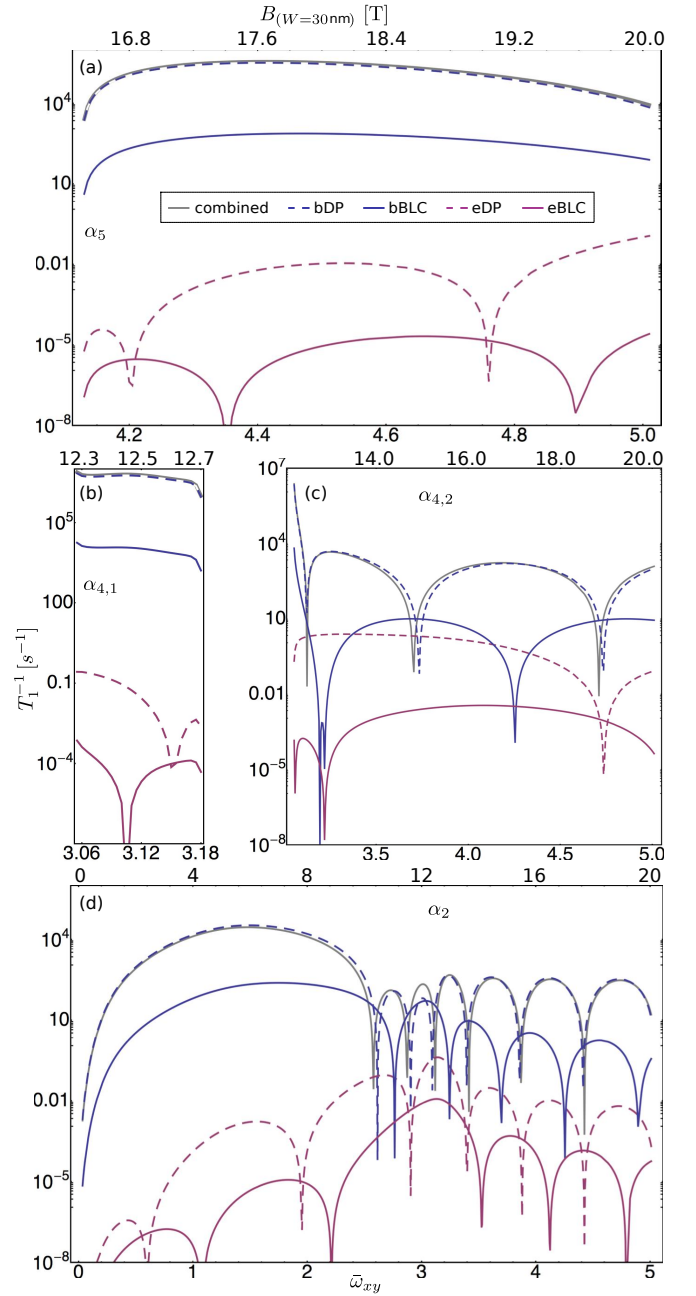 B(W=30nm) [T]
16.8 17.6 18.4 19.2 20.0
(a)
10^4
10
0.01
10^-5
10^-8
combined bDP bBLC eDP eBLC
α5
4.2 4.4 4.6 4.8 5.0
12.3 12.5 12.7
(b)
10^5
100
0.1
10^-4
α4,1
T1^-1 [s^-1]
3.06 3.12 3.18
14.0 16.0 18.0 20.0
(c)
α4,2
10^7
10^4
10
0.01
10^-5
10^-8
3.5 4.0 4.5 5.0
0 4 8 12 16 20
(d)
α2
10^4
10
0.01
10^-5
10^-8
0 1 2 3 4 5
ω̄xy